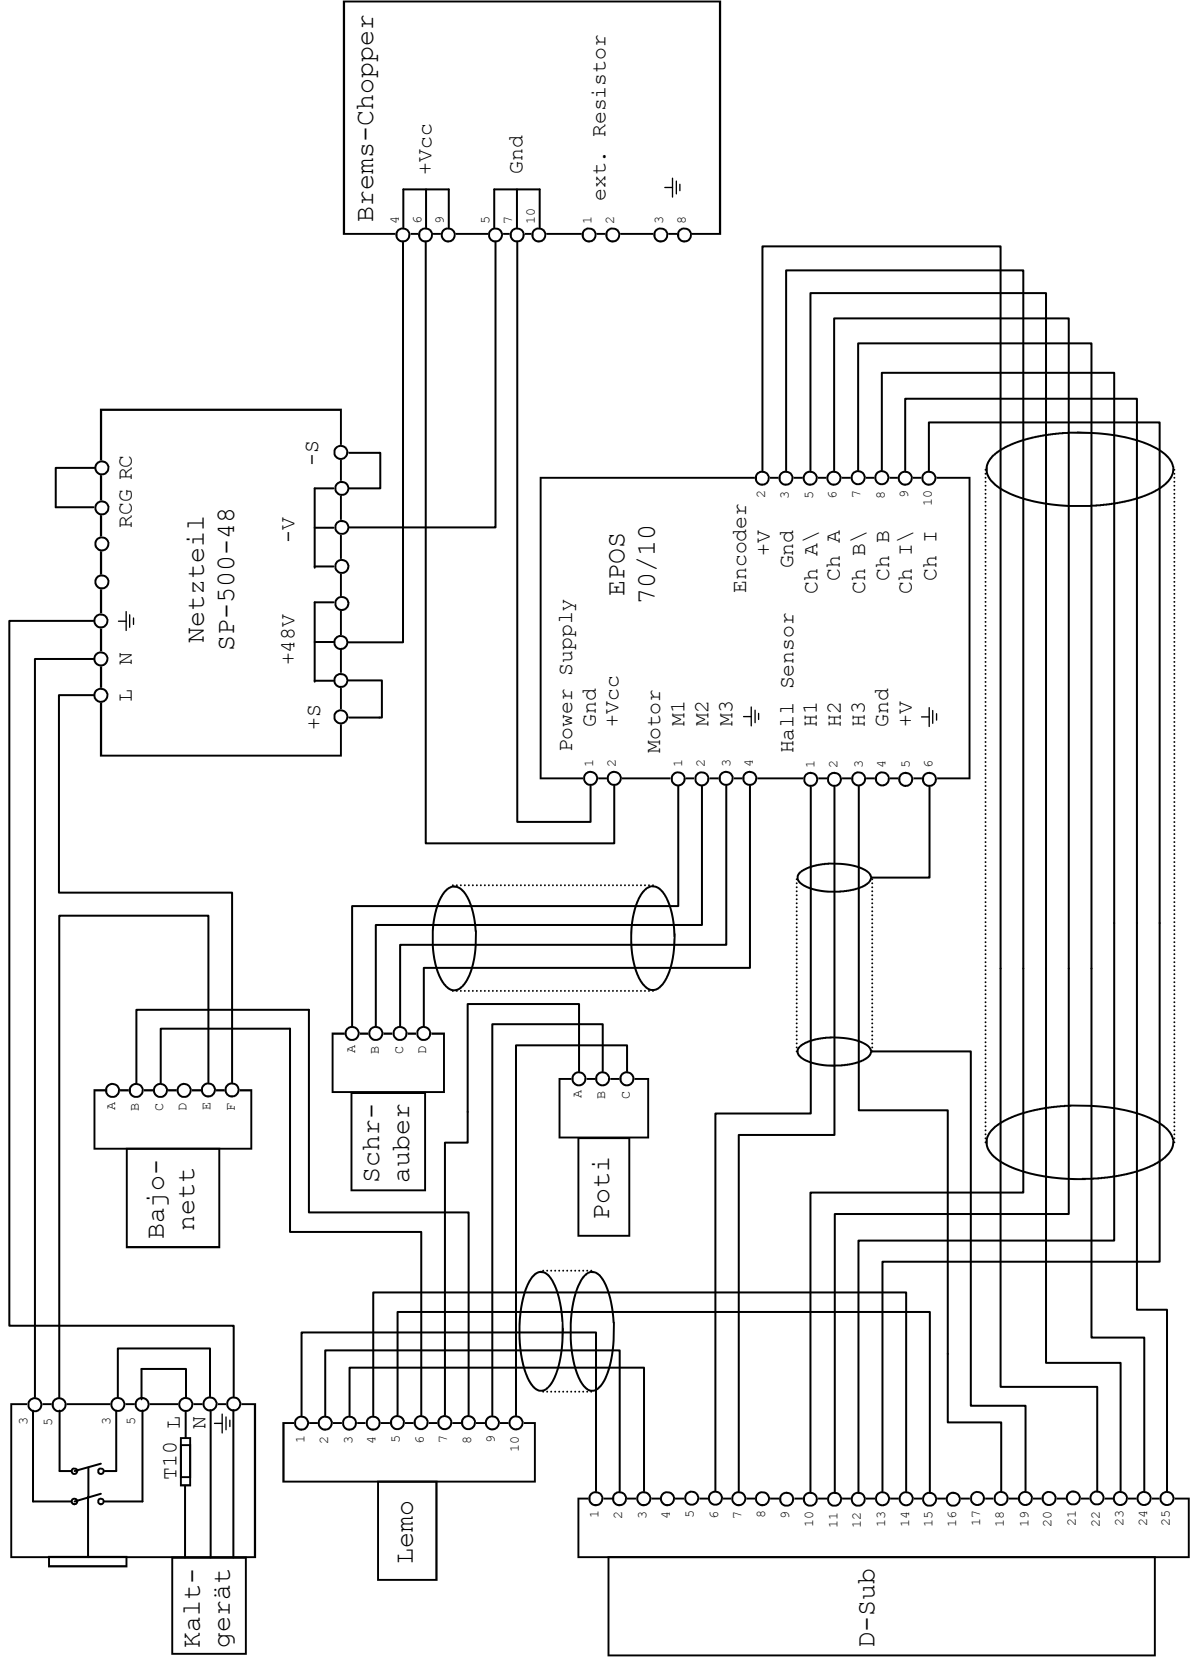 Brems-Chopper
+Vcc
Gnd
ext. Resistor
4
6
9
5
7
10
1
2
3
8
RCG RC
N
L
Netzteil
SP-500-48
-S
-V
+48V
+S
EPOS
70/10
Power Supply
Gnd
+Vcc
1
2
Motor
M1
M2
M3
1
2
3
4
Hall Sensor
H1
H2
H3
Gnd
+V
1
2
3
4
5
6
Encoder
+V
Gnd
Ch A\
Ch A
Ch B\
Ch B
Ch I\
Ch I
2
3
5
6
7
8
9
10
A
B
C
D
E
F
Bajo-
nett
A
B
C
D
Schr-
auber
A
B
C
Poti
3
5
3
5
L
N
T10
Kalt-
gerät
1
2
3
4
5
6
7
8
9
10
Lemo
1
2
3
4
5
6
7
8
9
10
11
12
13
14
15
16
17
18
19
20
21
22
23
24
25
D-Sub